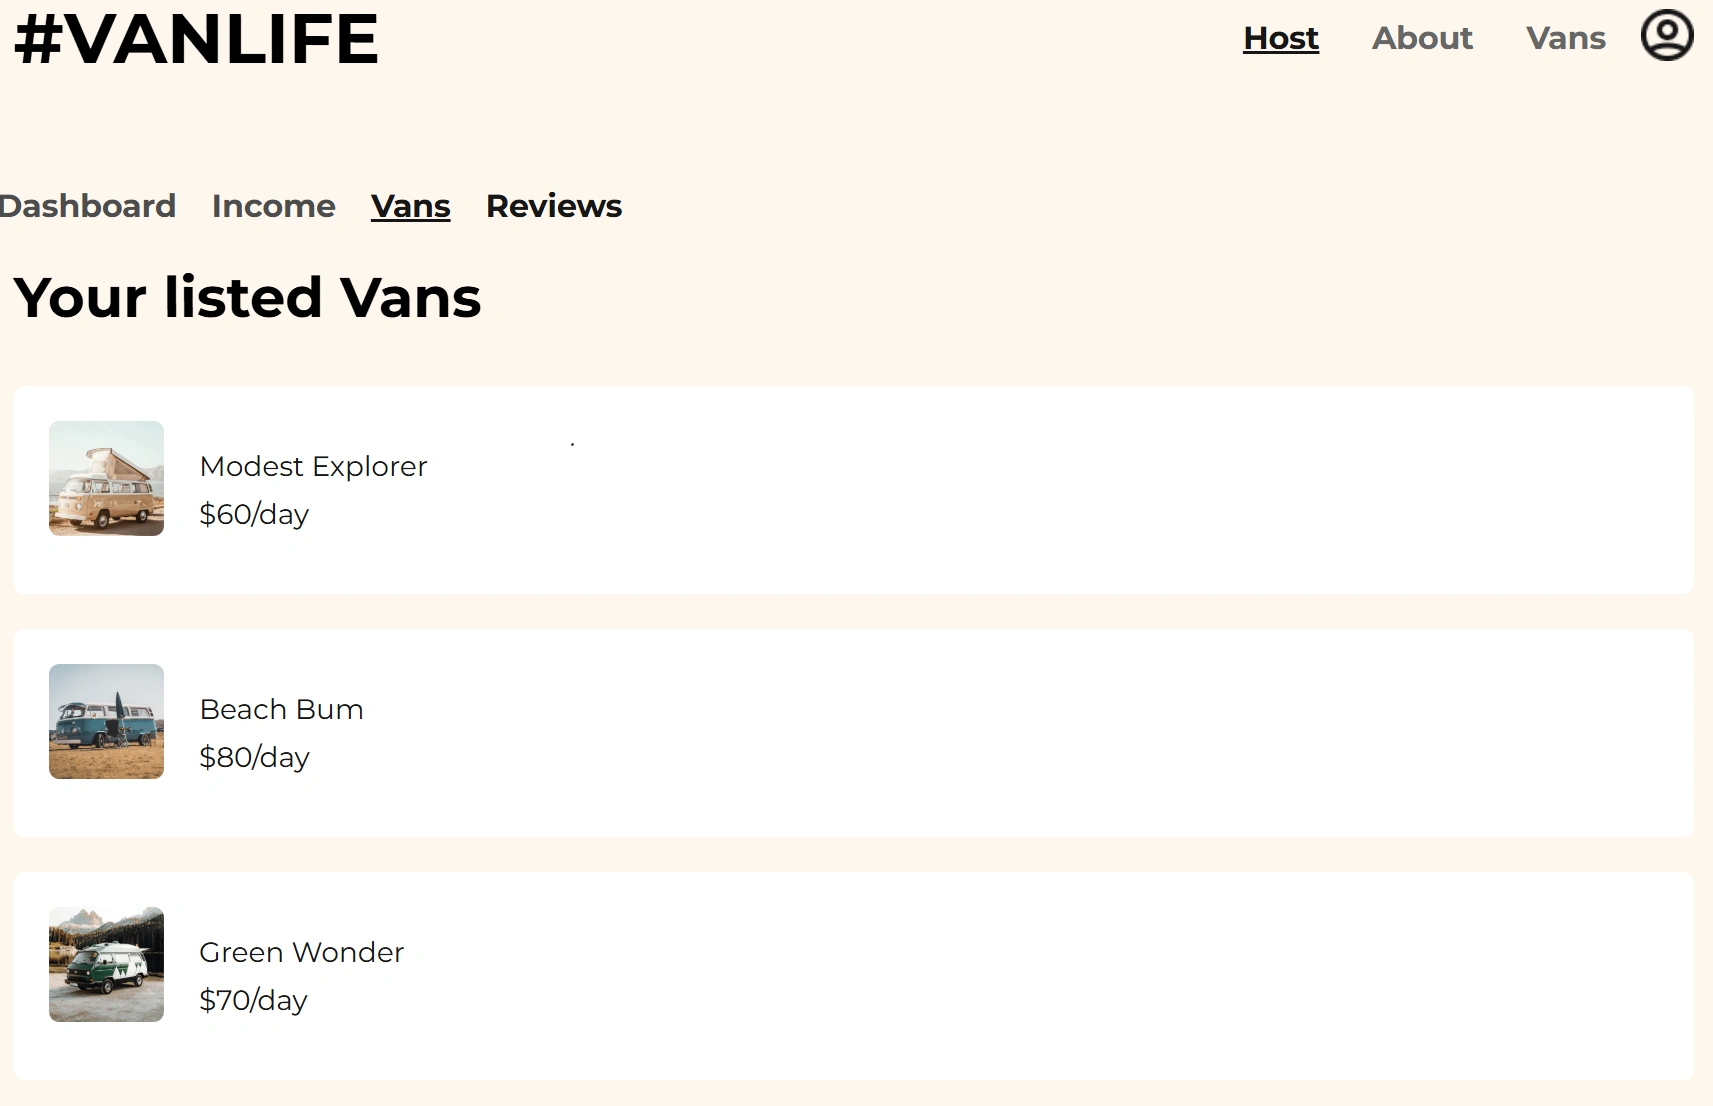 #VANLIFE
Host About Vans
Dashboard Income Vans Reviews
Your listed Vans
Modest Explorer
$60/day
Beach Bum
$80/day
Green Wonder
$70/day